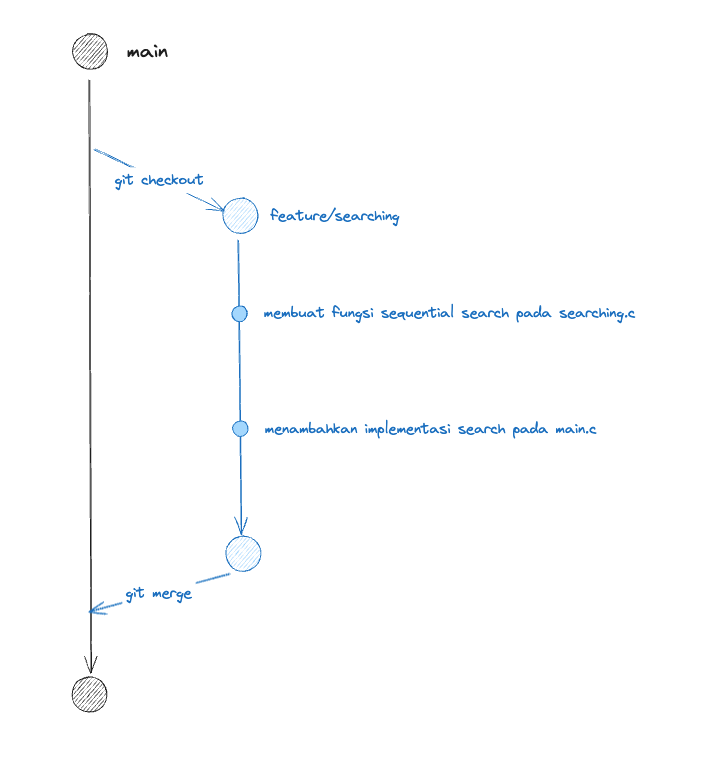 main
git checkout
feature/searching
membuat fungsi sequential search pada searching.c
menambahkan implementasi search pada main.c
git merge